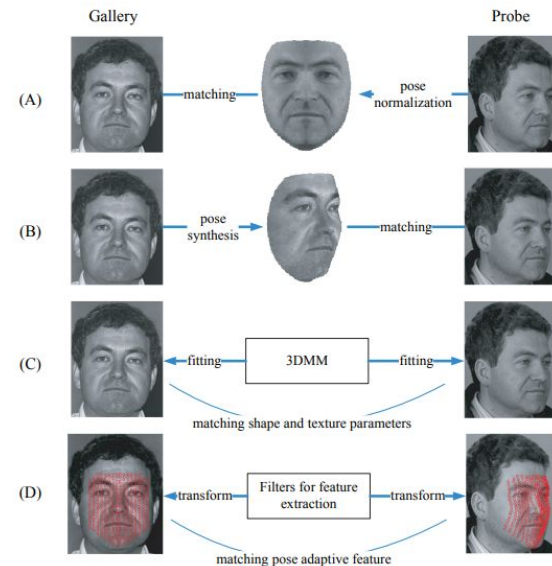 Gallery
Probe
(A)
matching
pose
normalization
(B)
pose
synthesis
matching
(C)
fitting
3DMM
fitting
matching shape and texture parameters
(D)
transform
Filters for feature
extraction
transform
matching pose adaptive feature